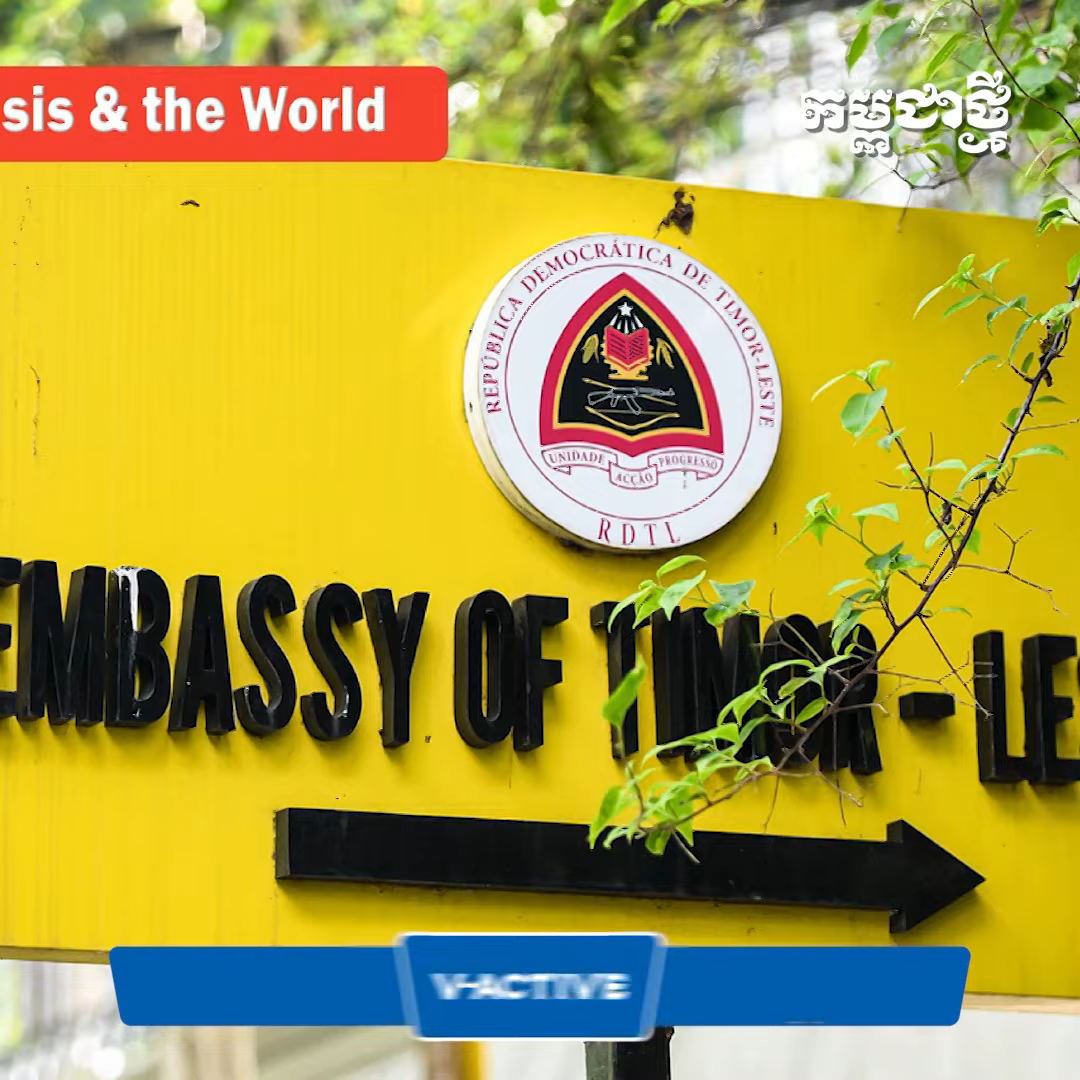 sis & the World
កម្ពុជាថ្មី
REPÚBLICA DEMOCRÁTICA DE TIMOR-LESTE
UNIDADE ACÇÃO PROGRESSO
RDTL
EMBASSY OF TIMOR-LES
V-ACTIVE